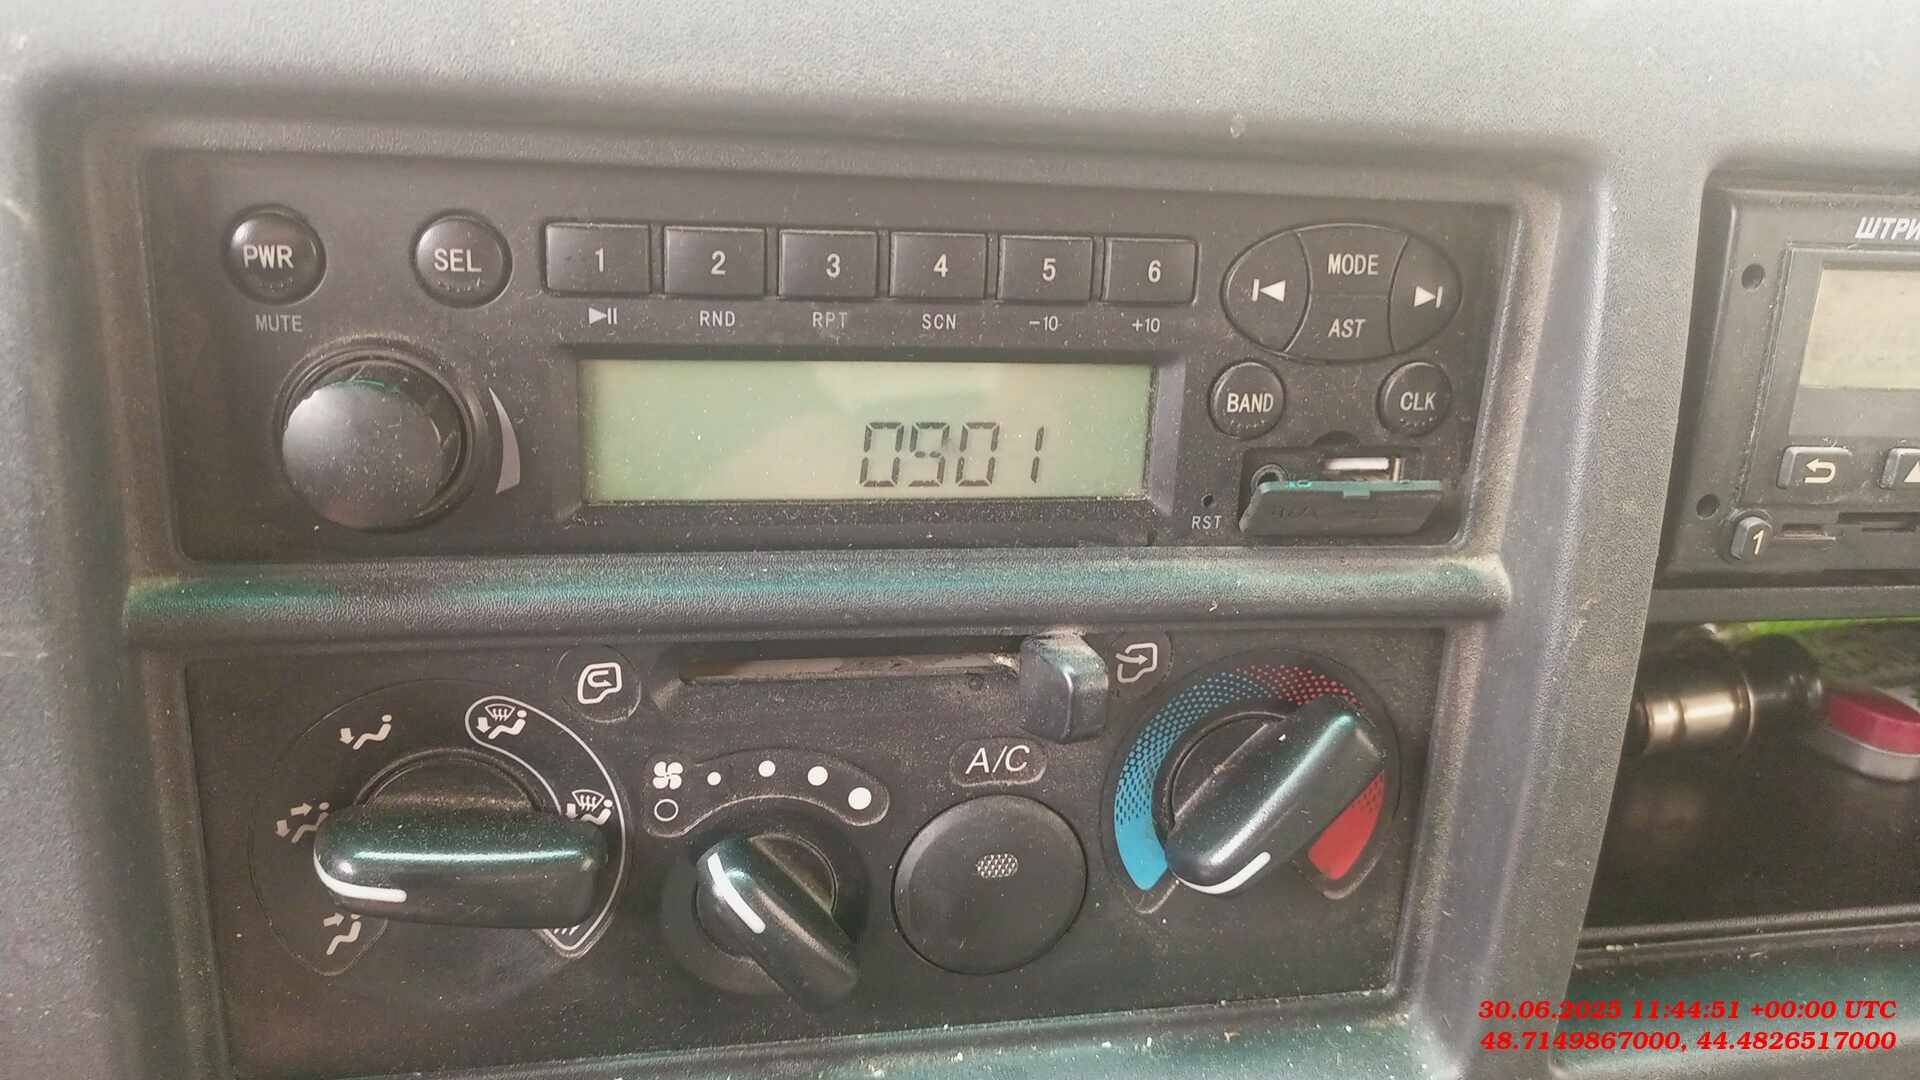 PWR
SEL
1
2
3
4
5
6
MODE
AST
MUTE
RND
RPT
SCN
-10
+10
BAND
CLK
0901
RST
A/C
ШТРИ
1
30.06.2025 11:44:51 +00:00 UTC
48.7149867000, 44.4826517000